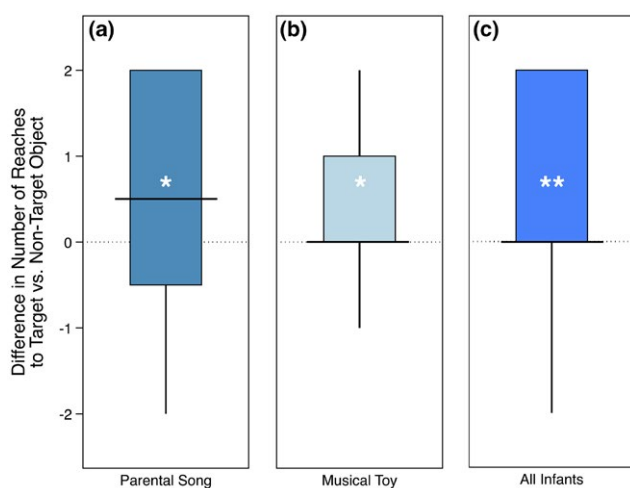 (a)
(b)
(c)
Difference in Number of Reaches
to Target vs. Non-Target Object
2
1
0
-1
-2
*
*
**
Parental Song
Musical Toy
All Infants